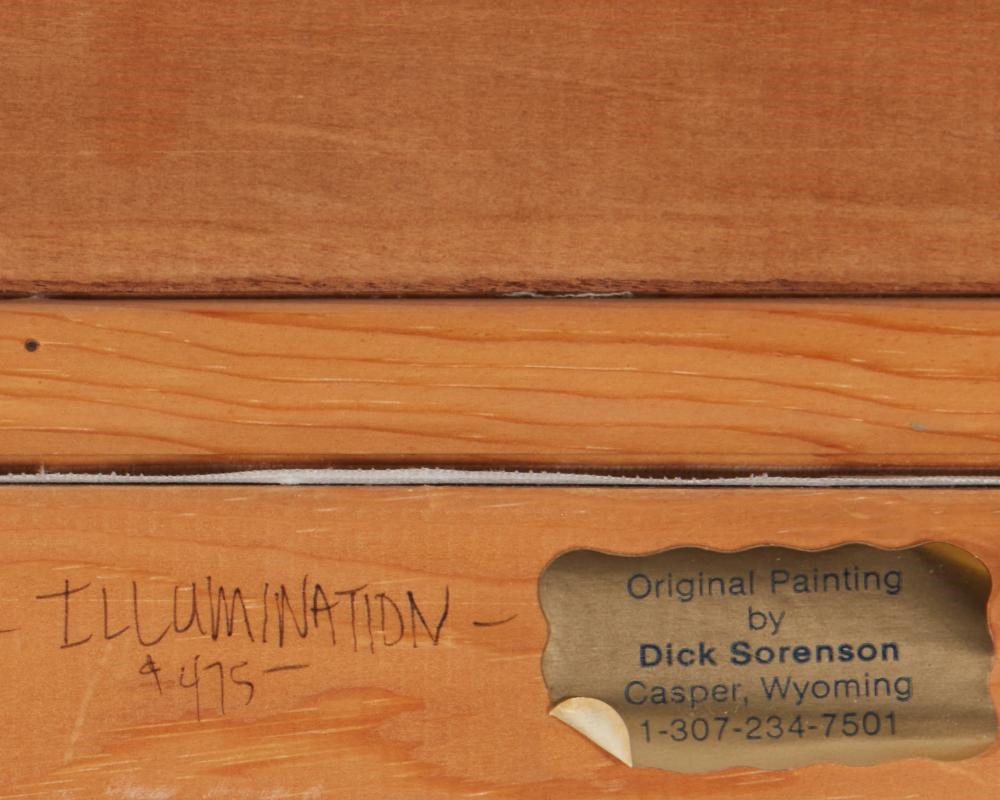 - ILLUMINATION -
$475-
Original Painting
by
Dick Sorenson
Casper, Wyoming
1-307-234-7501